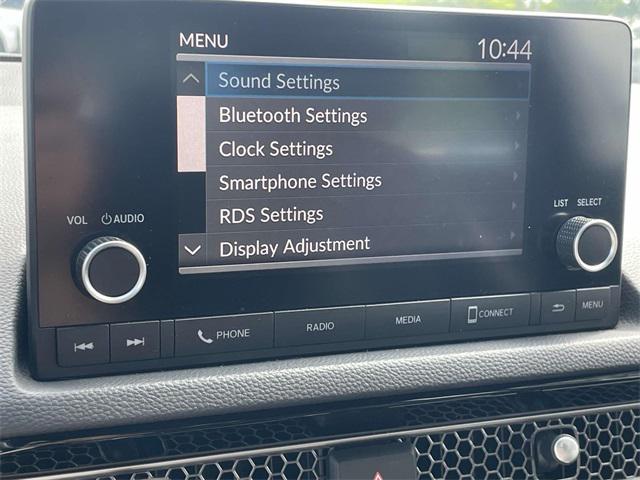 MENU 10:44
Sound Settings
Bluetooth Settings
Clock Settings
Smartphone Settings
RDS Settings
Display Adjustment
VOL AUDIO
LIST SELECT
PHONE RADIO MEDIA CONNECT MENU